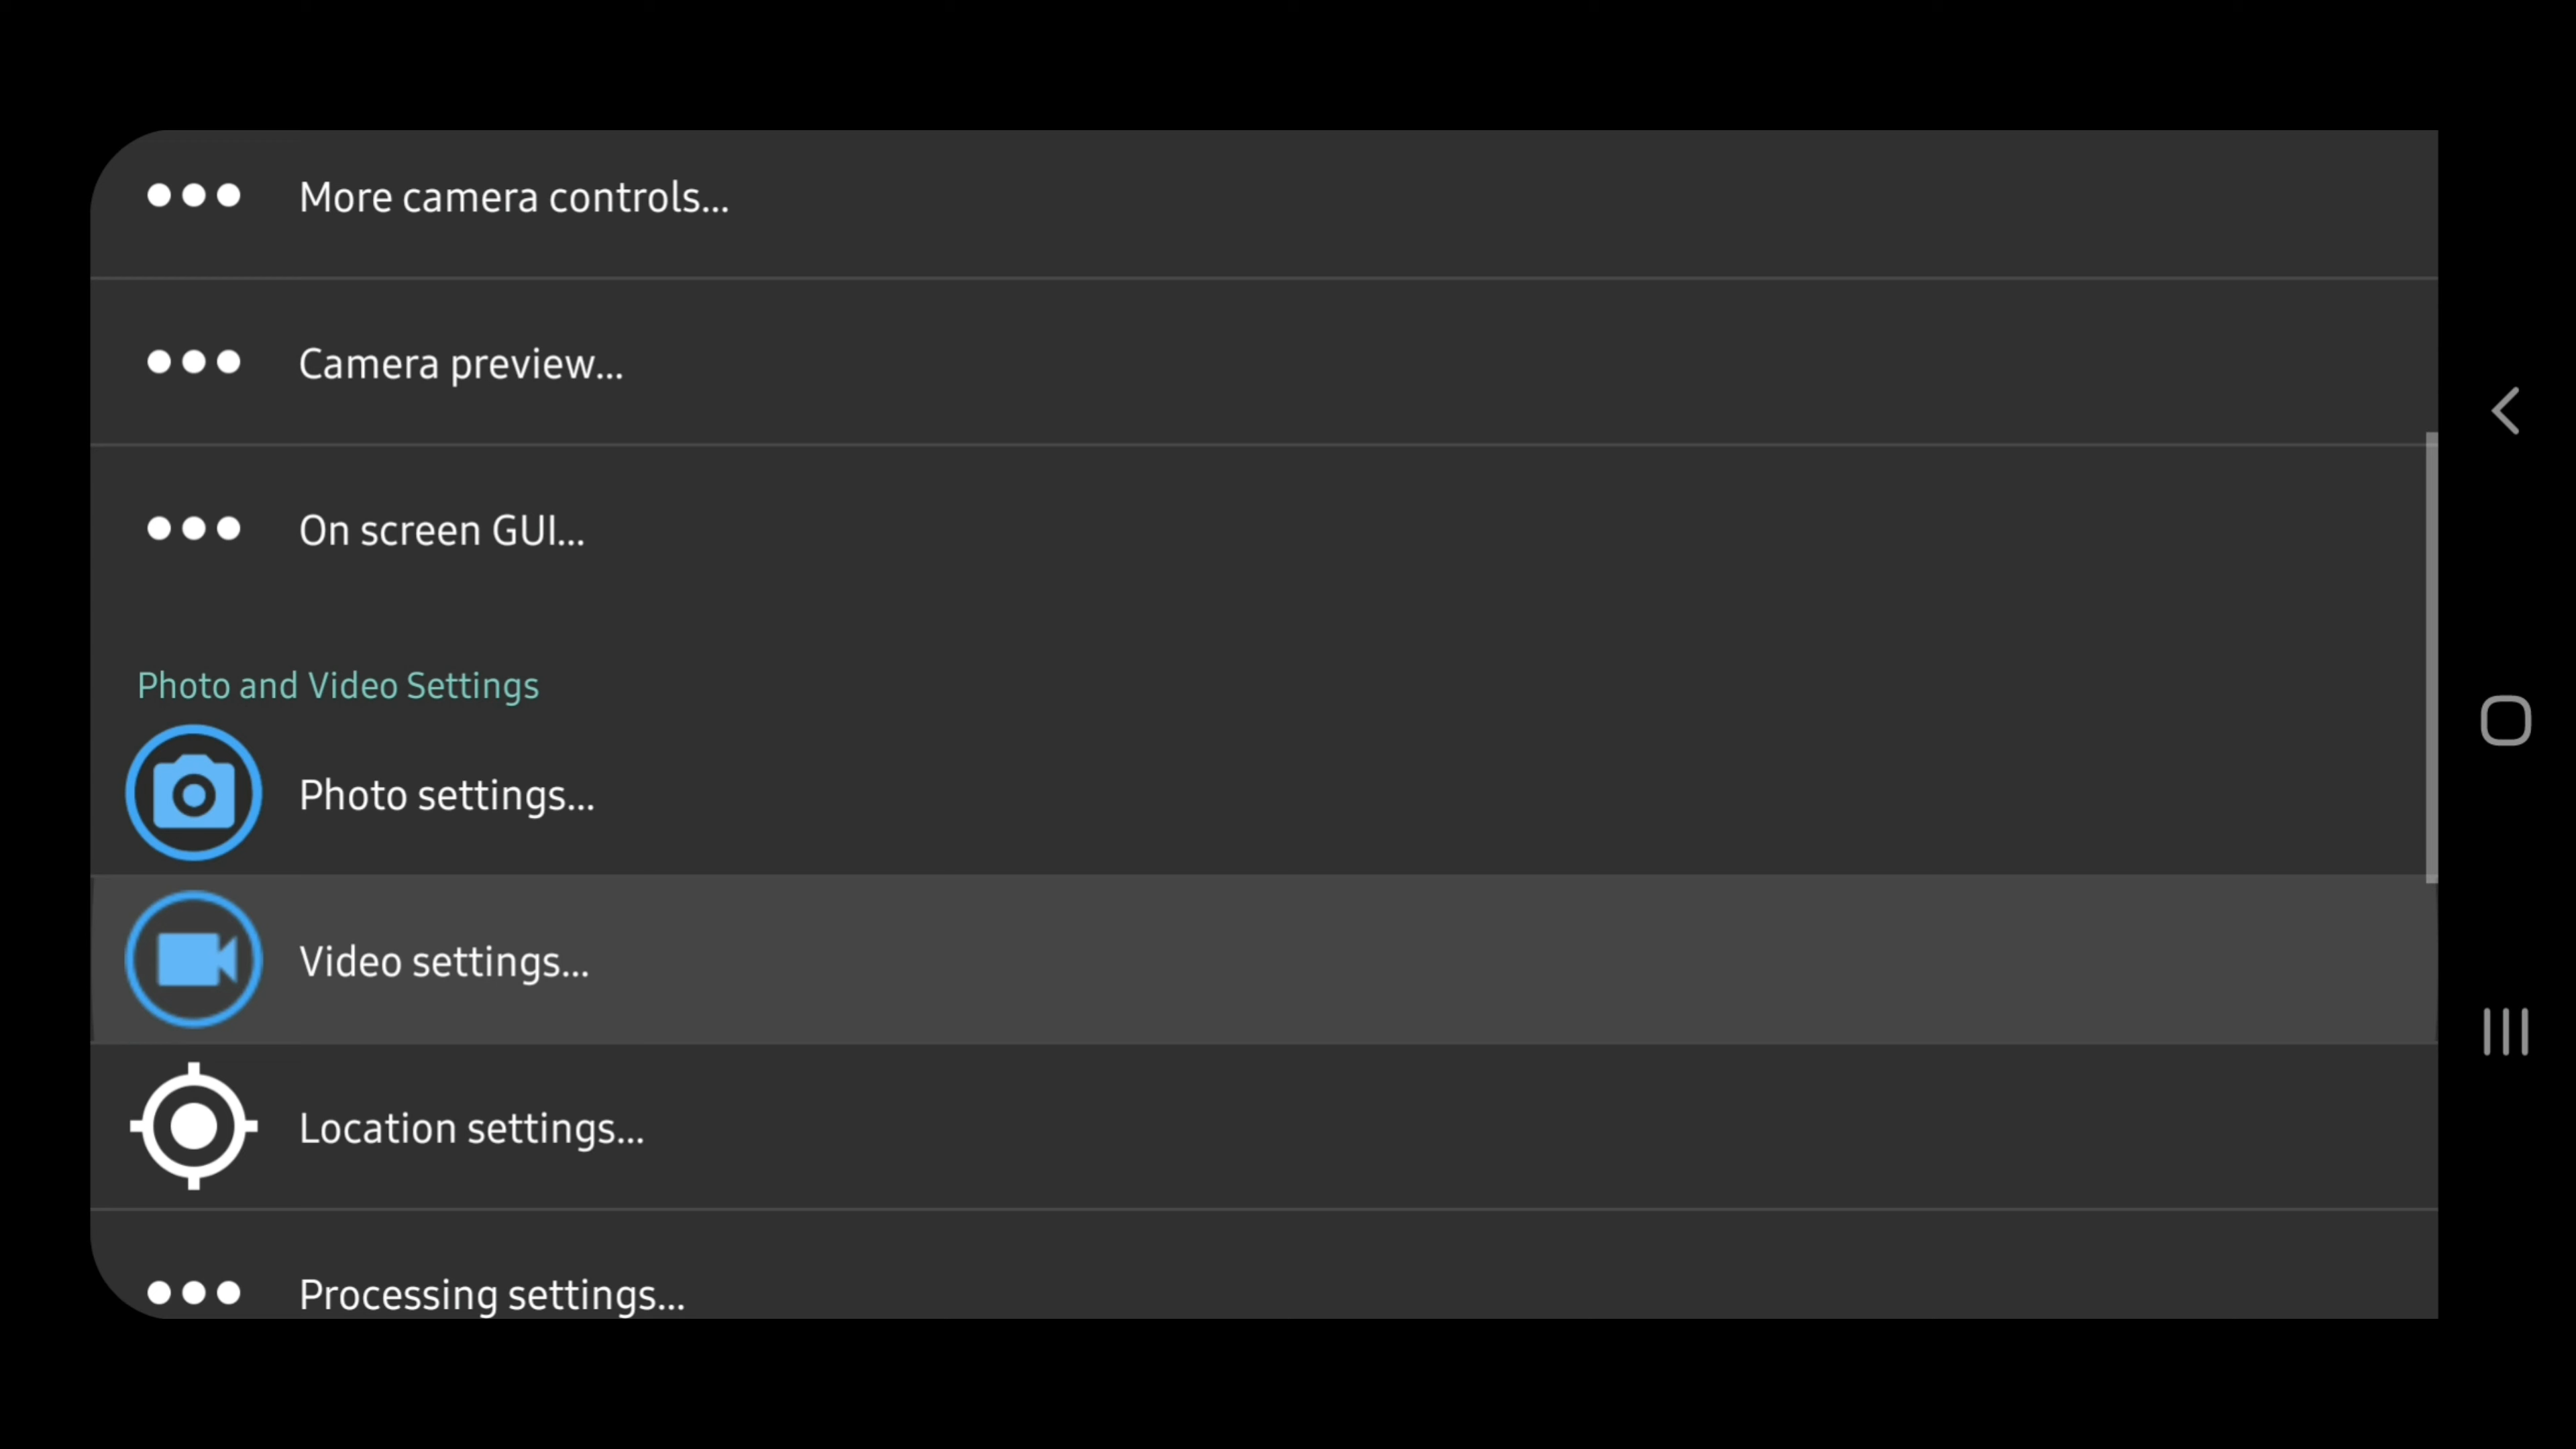 More camera controls...
Camera preview...
On screen GUI...
Photo and Video Settings
Photo settings...
Video settings...
Location settings...
Processing settings...